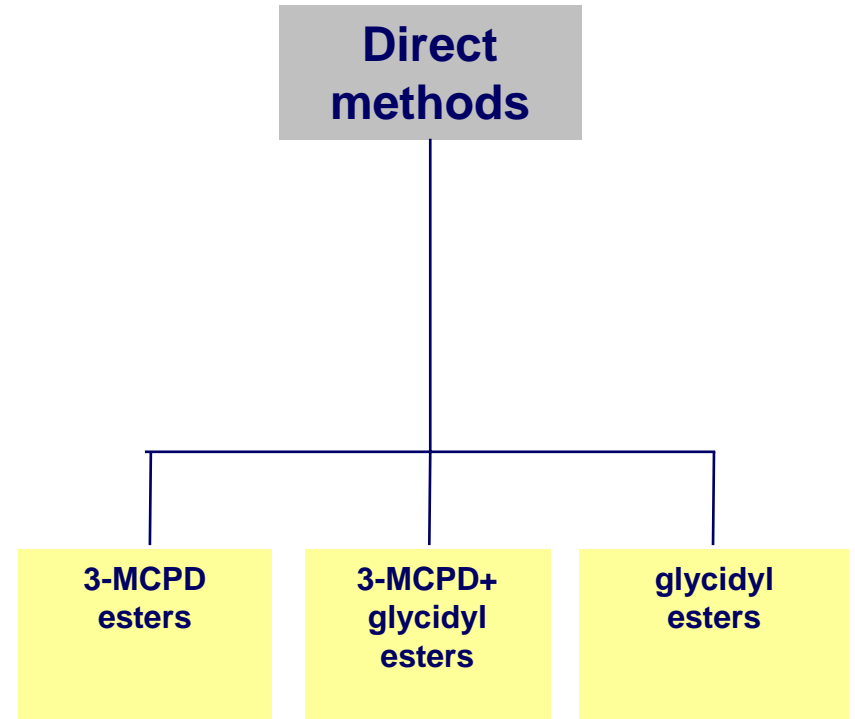 Direct
methods
3-MCPD
esters
3-MCPD+
glycidyl
esters
glycidyl
esters